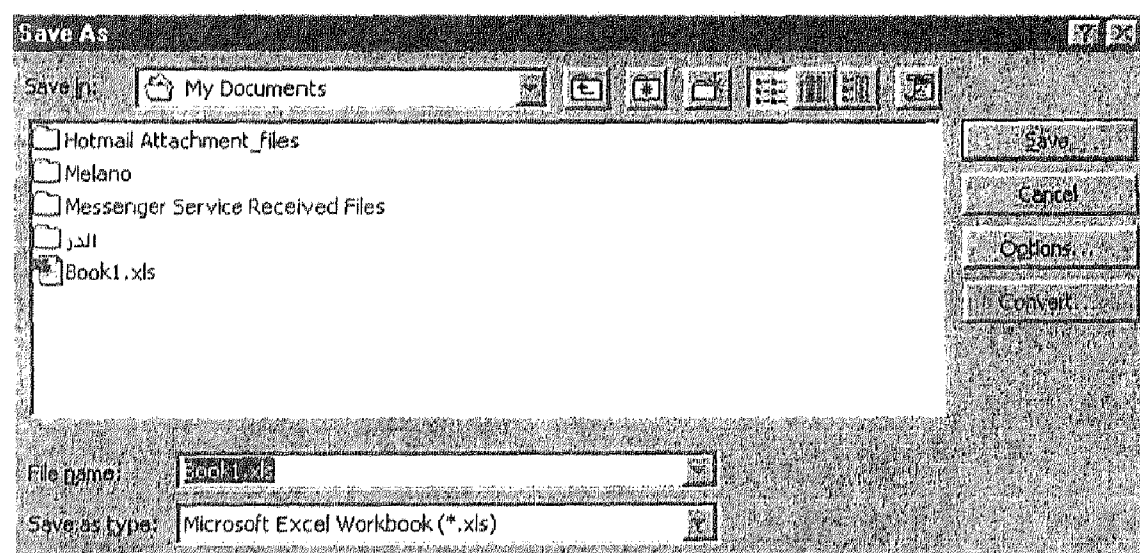 Save As
Save in: My Documents
Hotmail Attachment_files
Melano
Messenger Service Received Files
الدر
Book1.xls
Save
Cancel
Options...
Convert...
File name: Book1.xls
Save as type: Microsoft Excel Workbook (*.xls)